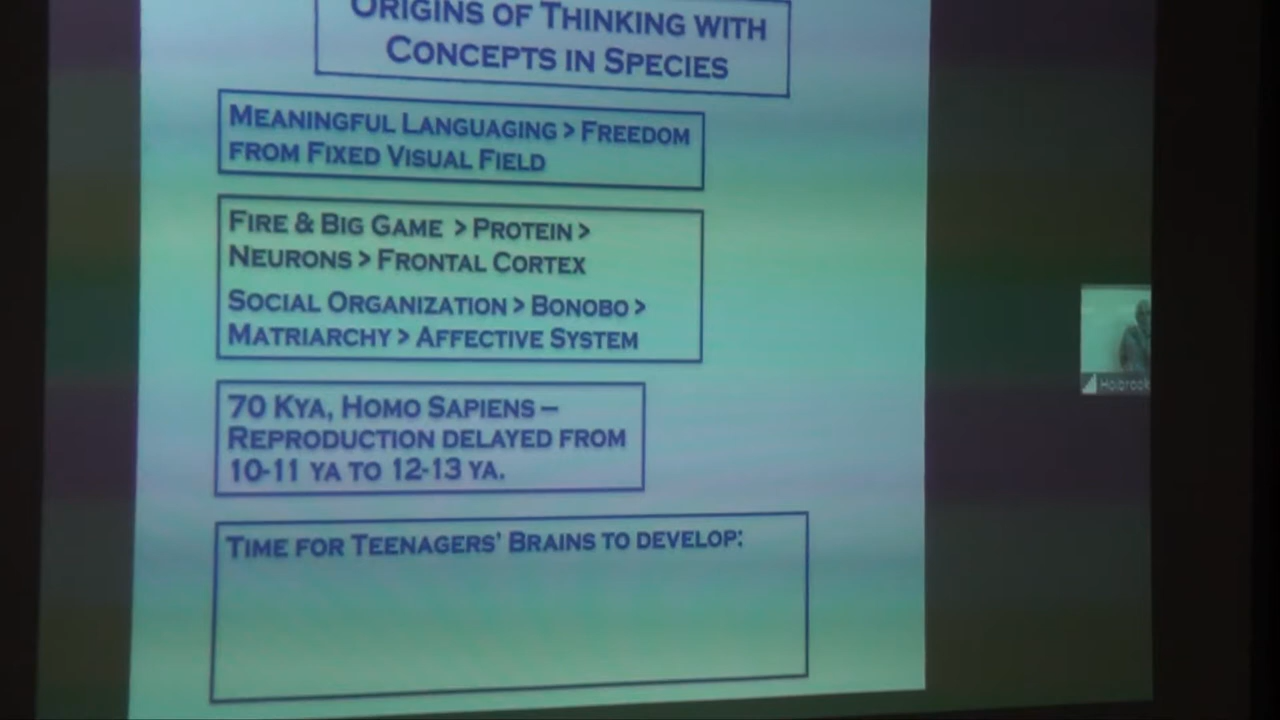 ORIGINS OF THINKING WITH
CONCEPTS IN SPECIES
MEANINGFUL LANGUAGING > FREEDOM
FROM FIXED VISUAL FIELD
FIRE & BIG GAME > PROTEIN >
NEURONS > FRONTAL CORTEX
SOCIAL ORGANIZATION > BONOBO >
MATRIARCHY > AFFECTIVE SYSTEM
70 KYA, HOMO SAPIENS –
REPRODUCTION DELAYED FROM
10-11 YA TO 12-13 YA.
TIME FOR TEENAGERS' BRAINS TO DEVELOP:
Holbrook